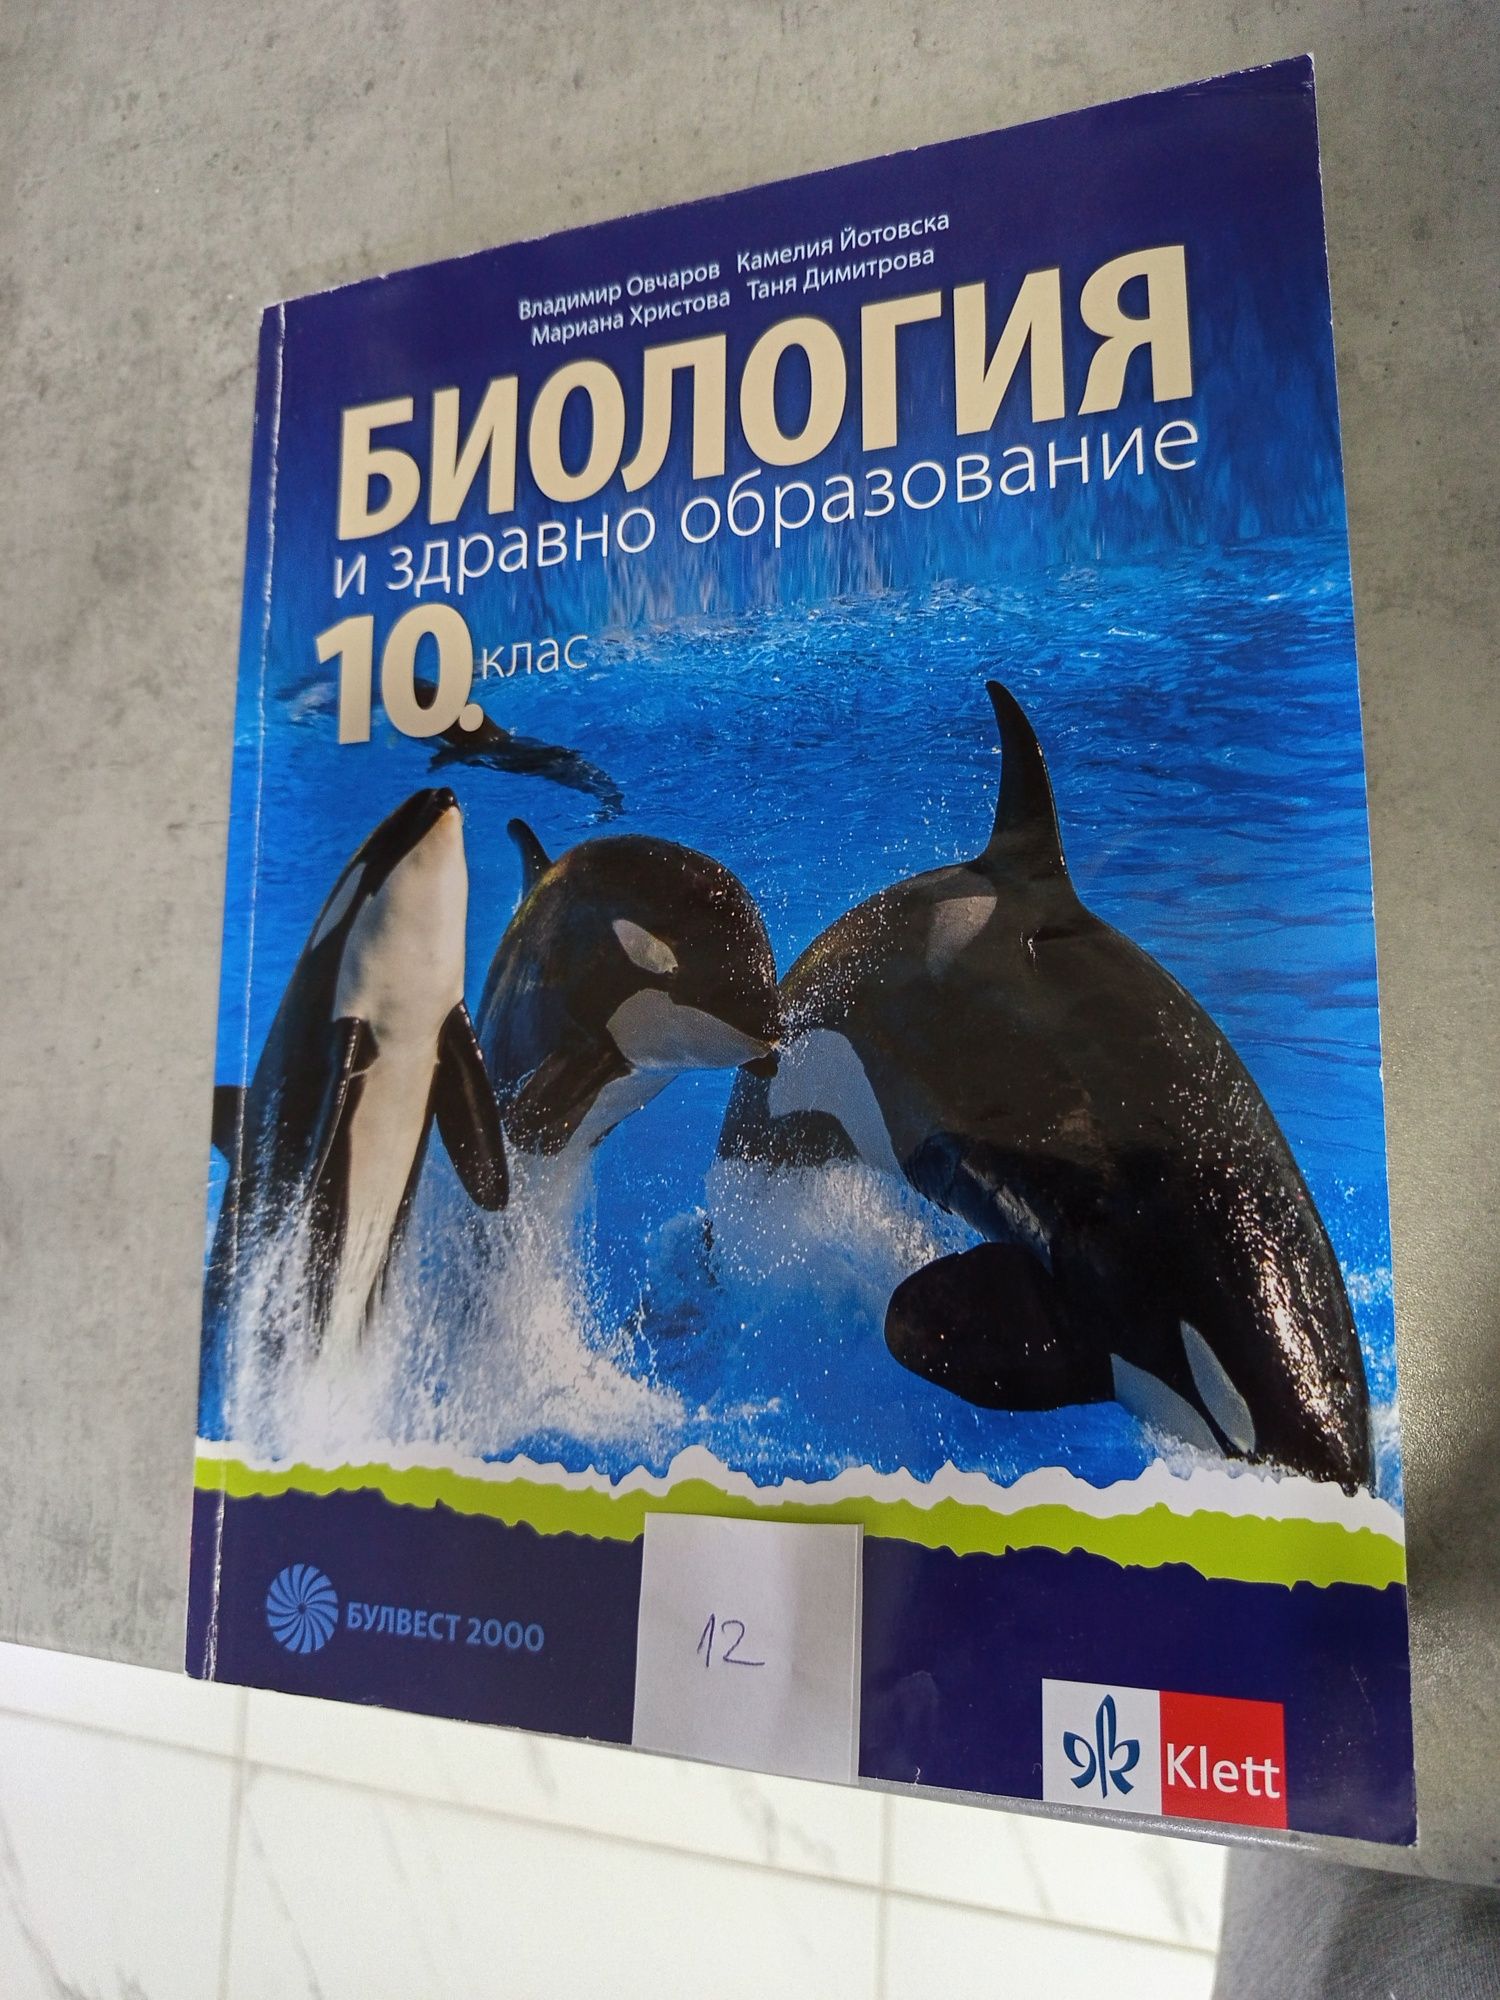 Владимир Овчаров Камелия Йотовска
Мариана Христова Таня Димитрова
БИОЛОГИЯ
и здравно образование
10. клас
БУЛВЕСТ 2000
12
Klett